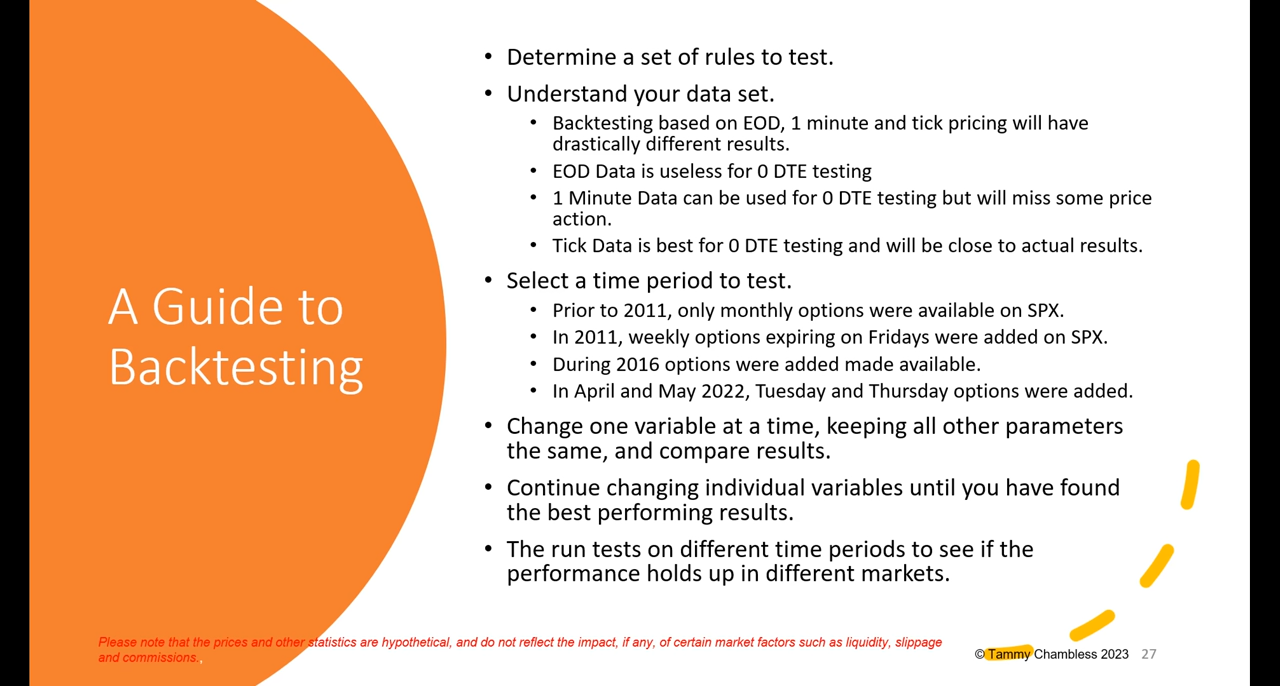 A Guide to
Backtesting
• Determine a set of rules to test.
• Understand your data set.
• Backtesting based on EOD, 1 minute and tick pricing will have
drastically different results.
• EOD Data is useless for 0 DTE testing
• 1 Minute Data can be used for 0 DTE testing but will miss some price
action.
• Tick Data is best for 0 DTE testing and will be close to actual results.
• Select a time period to test.
• Prior to 2011, only monthly options were available on SPX.
• In 2011, weekly options expiring on Fridays were added on SPX.
• During 2016 options were added made available.
• In April and May 2022, Tuesday and Thursday options were added.
• Change one variable at a time, keeping all other parameters
the same, and compare results.
• Continue changing individual variables until you have found
the best performing results.
• The run tests on different time periods to see if the
performance holds up in different markets.
Please note that the prices and other statistics are hypothetical, and do not reflect the impact, if any, of certain market factors such as liquidity, slippage
and commissions.,
© Tammy Chambless 2023 27